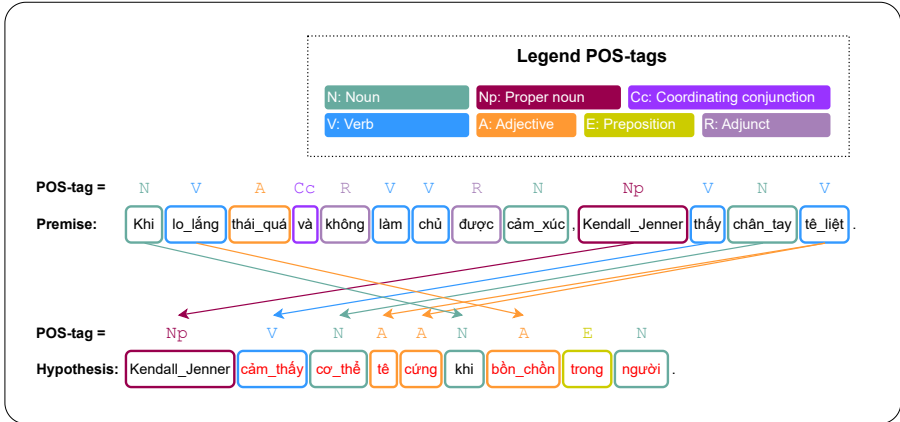 Legend POS-tags
N: Noun Np: Proper noun Cc: Coordinating conjunction
V: Verb A: Adjective E: Preposition R: Adjunct
POS-tag = N V A Cc R V V R N Np V N V
Premise: Khi lo_lắng thái_quá và không làm chủ được cảm_xúc , Kendall_Jenner thấy chân_tay tê_liệt .
POS-tag = Np V N A A N A E N
Hypothesis: Kendall_Jenner cảm_thấy cơ_thể tê cứng khi bồn_chồn trong người .